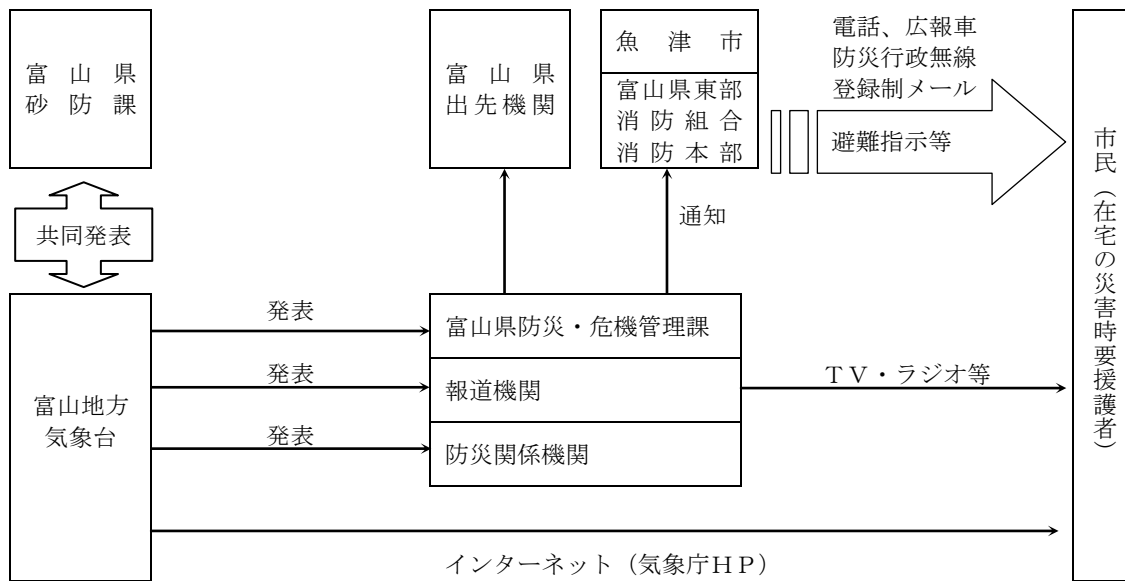 富山県
砂防課
共同発表
富山地方
気象台
発表
発表
発表
富山県
出先機関
魚津市
富山県東部
消防組合
消防本部
通知
富山県防災・危機管理課
報道機関
防災関係機関
電話、広報車
防災行政無線
登録制メール
避難指示等
ＴＶ・ラジオ等
インターネット（気象庁ＨＰ）
市民（在宅の災害時要援護者）